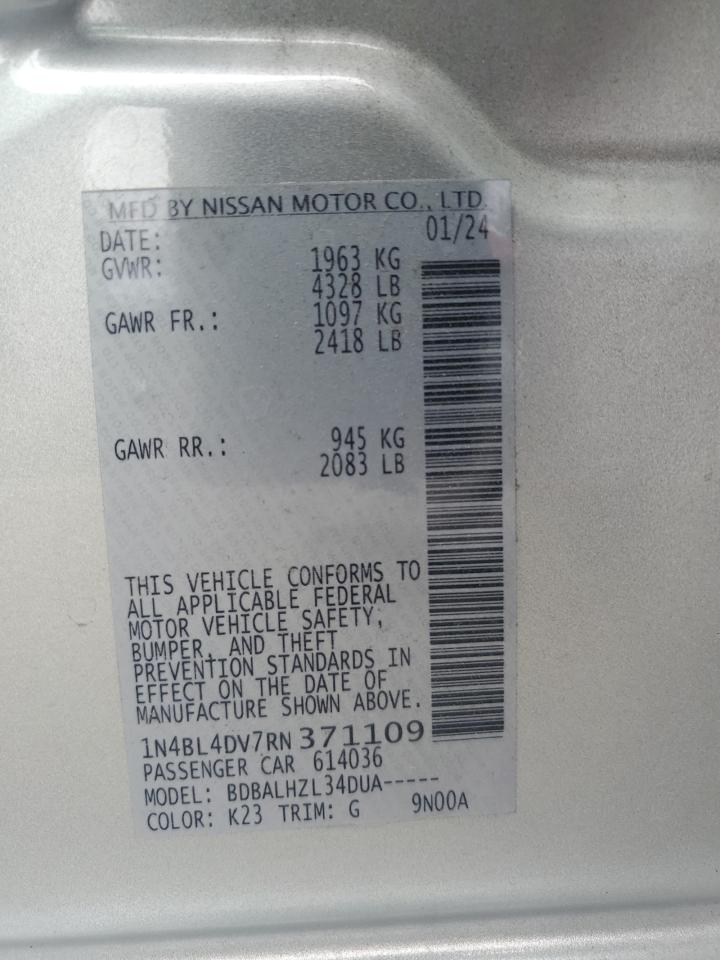 MFD BY NISSAN MOTOR CO., LTD.
DATE: 01/24
GVWR: 1963 KG
4328 LB
GAWR FR.: 1097 KG
2418 LB
GAWR RR.: 945 KG
2083 LB
THIS VEHICLE CONFORMS TO
ALL APPLICABLE FEDERAL
MOTOR VEHICLE SAFETY,
BUMPER, AND THEFT
PREVENTION STANDARDS IN
EFFECT ON THE DATE OF
MANUFACTURE SHOWN ABOVE.
1N4BL4DV7RN371109
PASSENGER CAR 614036
MODEL: BDBALHZL34DUA-----
COLOR: K23 TRIM: G 9N00A